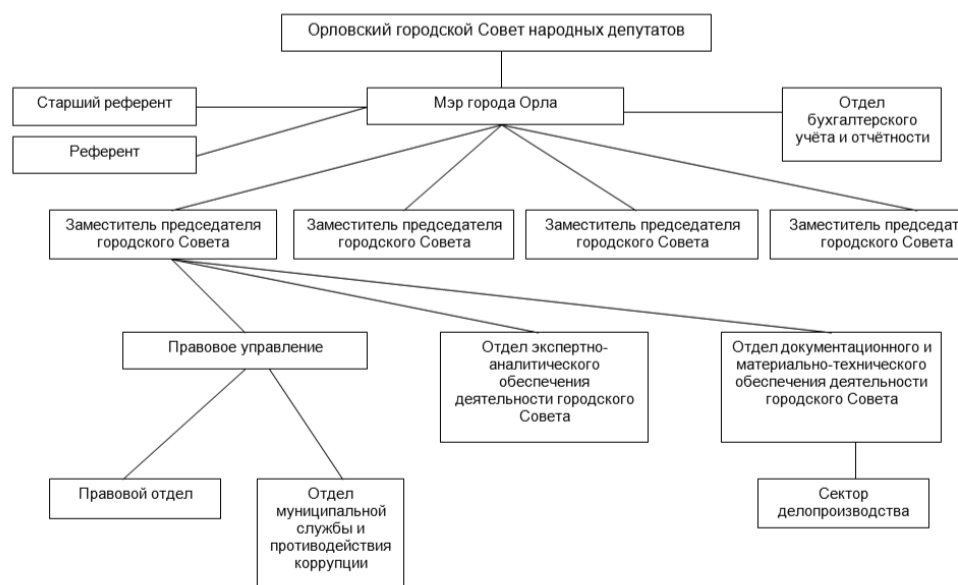 Орловский городской Совет народных депутатов
Старший референт
Мэр города Орла
Отдел
бухгалтерского
учёта и отчётности
Референт
Заместитель председателя
городского Совета
Заместитель председателя
городского Совета
Заместитель председателя
городского Совета
Заместитель председат
городского Совета
Правовое управление
Отдел экспертно-
аналитического
обеспечения
деятельности городского
Совета
Отдел документационного и
материально-технического
обеспечения деятельности
городского Совета
Правовой отдел
Отдел
муниципальной
службы и
противодействия
коррупции
Сектор
делопроизводства